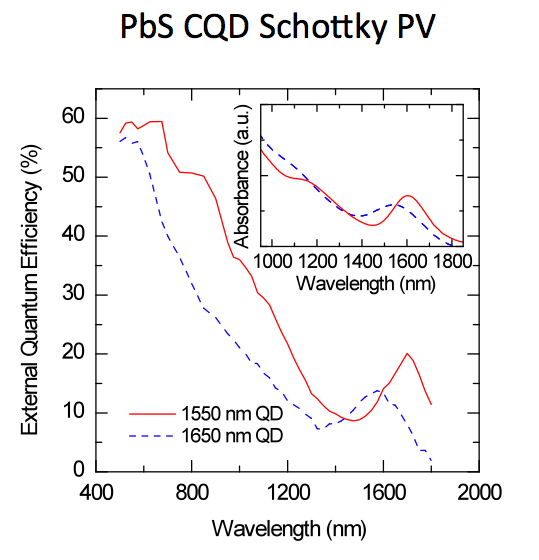 PbS CQD Schottky PV
External Quantum Efficiency (%)
60
50
40
30
20
10
0
400
800
1200
1600
2000
Wavelength (nm)
1550 nm QD
1650 nm QD
Absorbance (a.u.)
1000
1200
1400
1600
1800
Wavelength (nm)